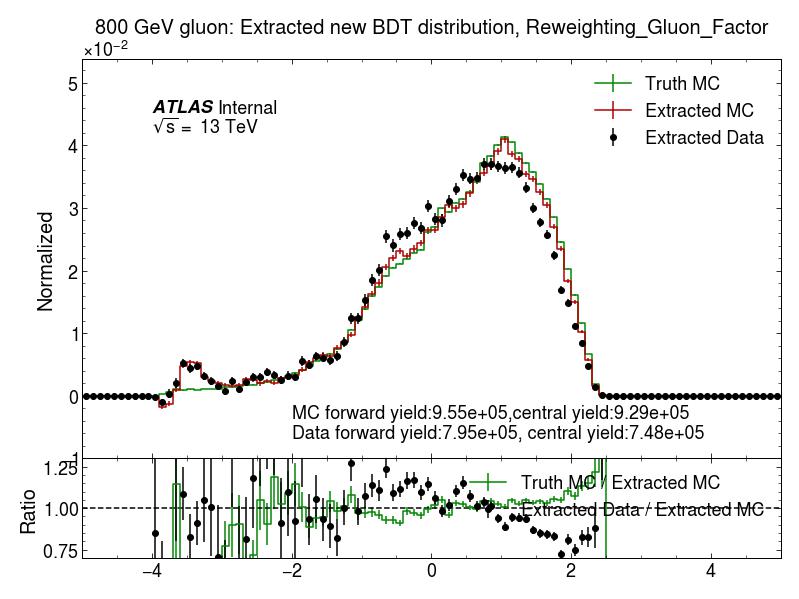 800 GeV gluon: Extracted new BDT distribution, Reweighting_Gluon_Factor
×10⁻²
ATLAS Internal
√s = 13 TeV
Truth MC
Extracted MC
Extracted Data
Normalized
5
4
3
2
1
0
MC forward yield:9.55e+05,central yield:9.29e+05
Data forward yield:7.95e+05, central yield:7.48e+05
1
1.25
1.00
0.75
Ratio
Truth MC / Extracted MC
Extracted Data / Extracted MC
−4
−2
0
2
4